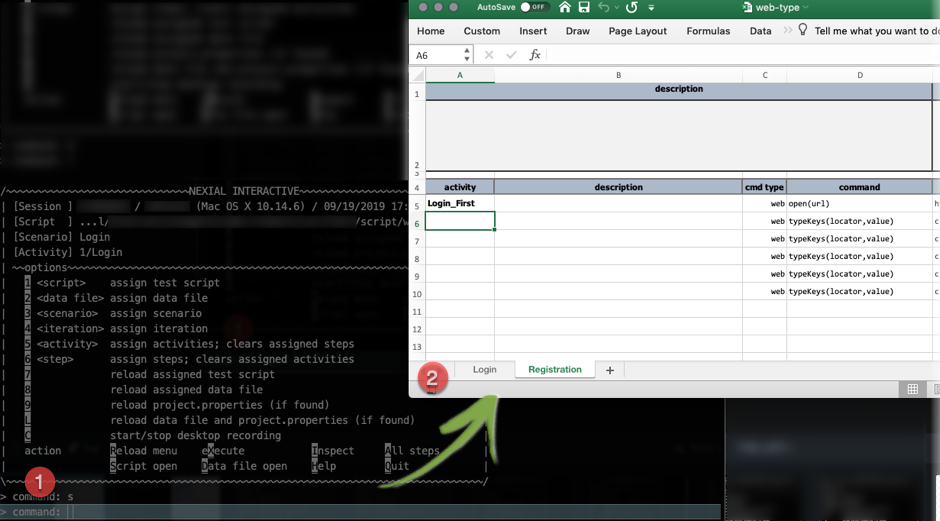 /~~~~~~~~~~~~~~~~~~~~~~~~~~~~~NEXIAL INTERACTIVE~~~~~~~~~~~~~~~~~
| [Session ] / (Mac OS X 10.14.6) / 09/19/2019 17:
| [Script ] ...l/ /script/w
| [Scenario] Login
| [Activity] 1/Login
| ~~options~
| 1 <script> assign test script
| 2 <data file> assign data file
| 3 <scenario> assign scenario
| 4 <iteration> assign iteration
| 5 <activity> assign activities; clears assigned steps
| 6 <step> assign steps; clears assigned activities
| 7 reload assigned test script
| 8 reload assigned data file
| 9 reload project.properties (if found)
| L reload data file and project.properties (if found)
| C start/stop desktop recording
| action Reload menu eXecute Inspect All steps
| Script open Data file open Help Quit |
> command: s
> command:
1
AutoSave OFF web-type
Home Custom Insert Draw Page Layout Formulas Data >> Tell me what you want to do
A6 fx
A B C D
1 description
2
3
4 activity description cmd type command
5 Login_First web open(url)
6 web typeKeys(locator,value) c
7 web typeKeys(locator,value) c
8 web typeKeys(locator,value) c
9 web typeKeys(locator,value) c
10 web typeKeys(locator,value) c
11
12
13
2 Login Registration +